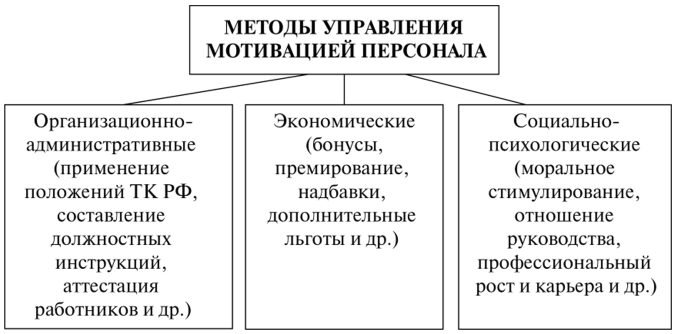 МЕТОДЫ УПРАВЛЕНИЯ
МОТИВАЦИЕЙ ПЕРСОНАЛА
Организационно-
административные
(применение
положений ТК РФ,
составление
должностных
инструкций,
аттестация
работников и др.)
Экономические
(бонусы,
премирование,
надбавки,
дополнительные
льготы и др.)
Социально-
психологические
(моральное
стимулирование,
отношение
руководства,
профессиональный
рост и карьера и др.)